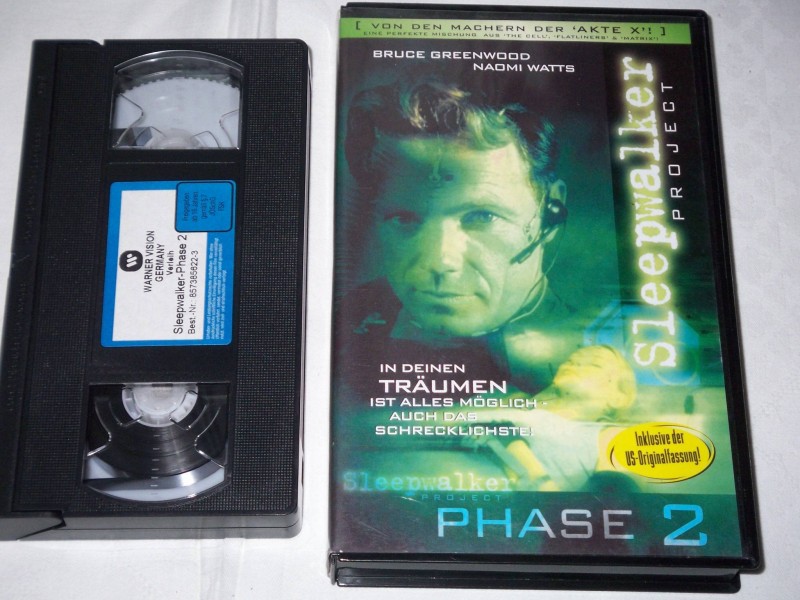 WARNER VISION
GERMANY
Verleih
Sleepwalker-Phase 2
Best.-Nr. 857385622-3
[ VON DEN MACHERN DER 'AKTE X'! ]
EINE PERFEKTE MISCHUNG AUS 'THE CELL', 'FLATLINERS' & 'MATRIX')
BRUCE GREENWOOD
NAOMI WATTS
Sleepwalker
PROJECT
IN DEINEN
TRÄUMEN
IST ALLES MÖGLICH -
AUCH DAS
SCHRECKLICHSTE!
Inklusive der
US-Originalfassung!
Sleepwalker
PROJECT
PHASE 2